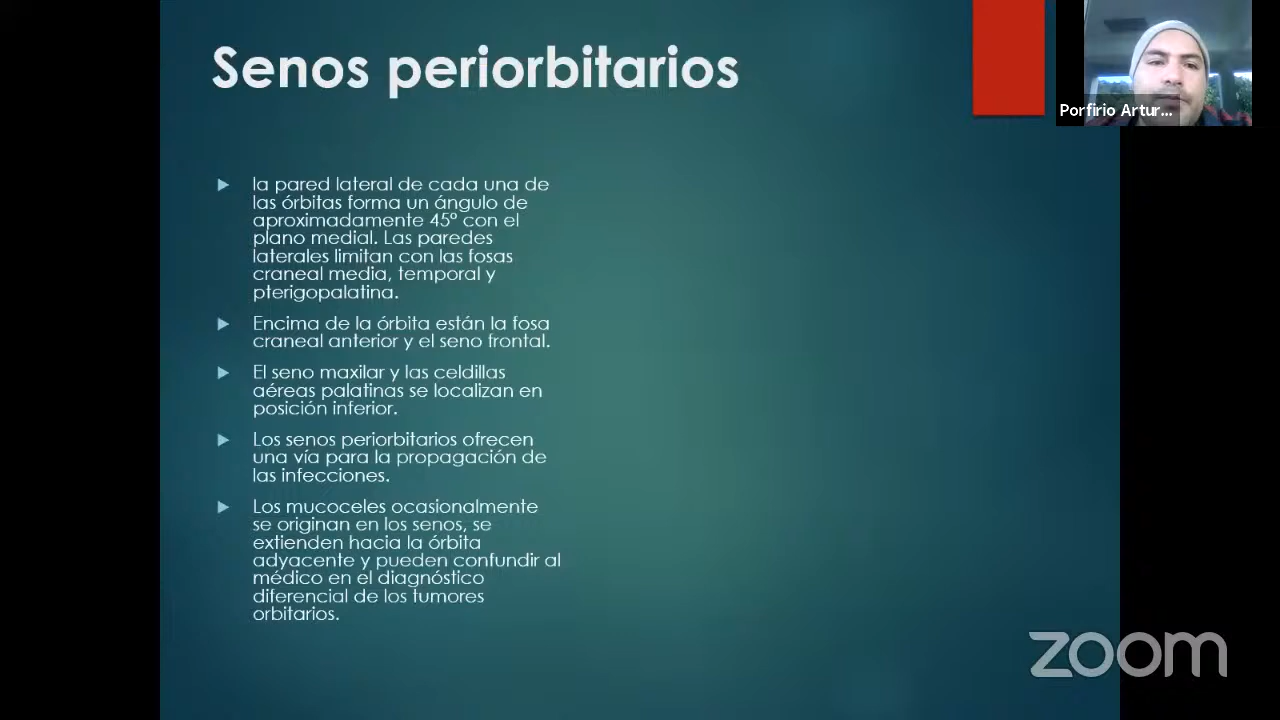 Senos periorbitarios
Porfirio Artur...
la pared lateral de cada una de
las órbitas forma un ángulo de
aproximadamente 45º con el
plano medial. Las paredes
laterales limitan con las fosas
craneal media, temporal y
pterigopalatina.
Encima de la órbita están la fosa
craneal anterior y el seno frontal.
El seno maxilar y las celdillas
aéreas palatinas se localizan en
posición inferior.
Los senos periorbitarios ofrecen
una vía para la propagación de
las infecciones.
Los mucoceles ocasionalmente
se originan en los senos, se
extienden hacia la órbita
adyacente y pueden confundir al
médico en el diagnóstico
diferencial de los tumores
orbitarios.
zoom